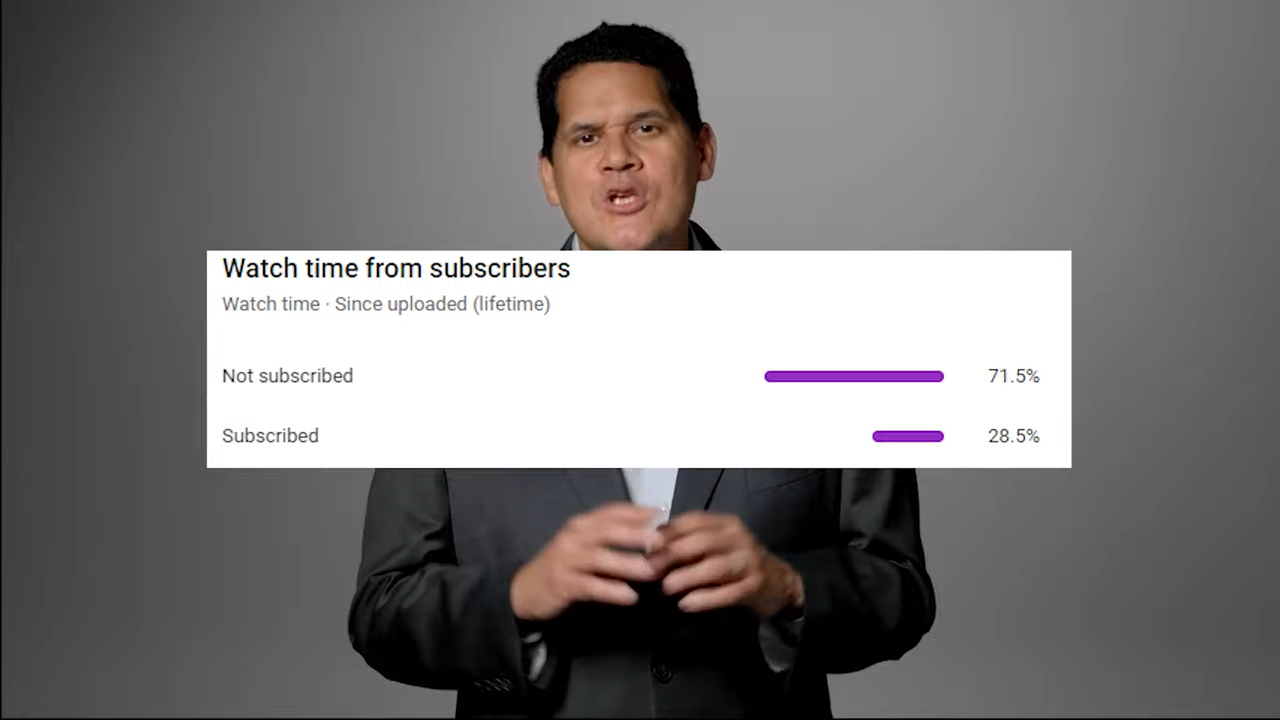 Watch time from subscribers
Watch time · Since uploaded (lifetime)
Not subscribed 71.5%
Subscribed 28.5%